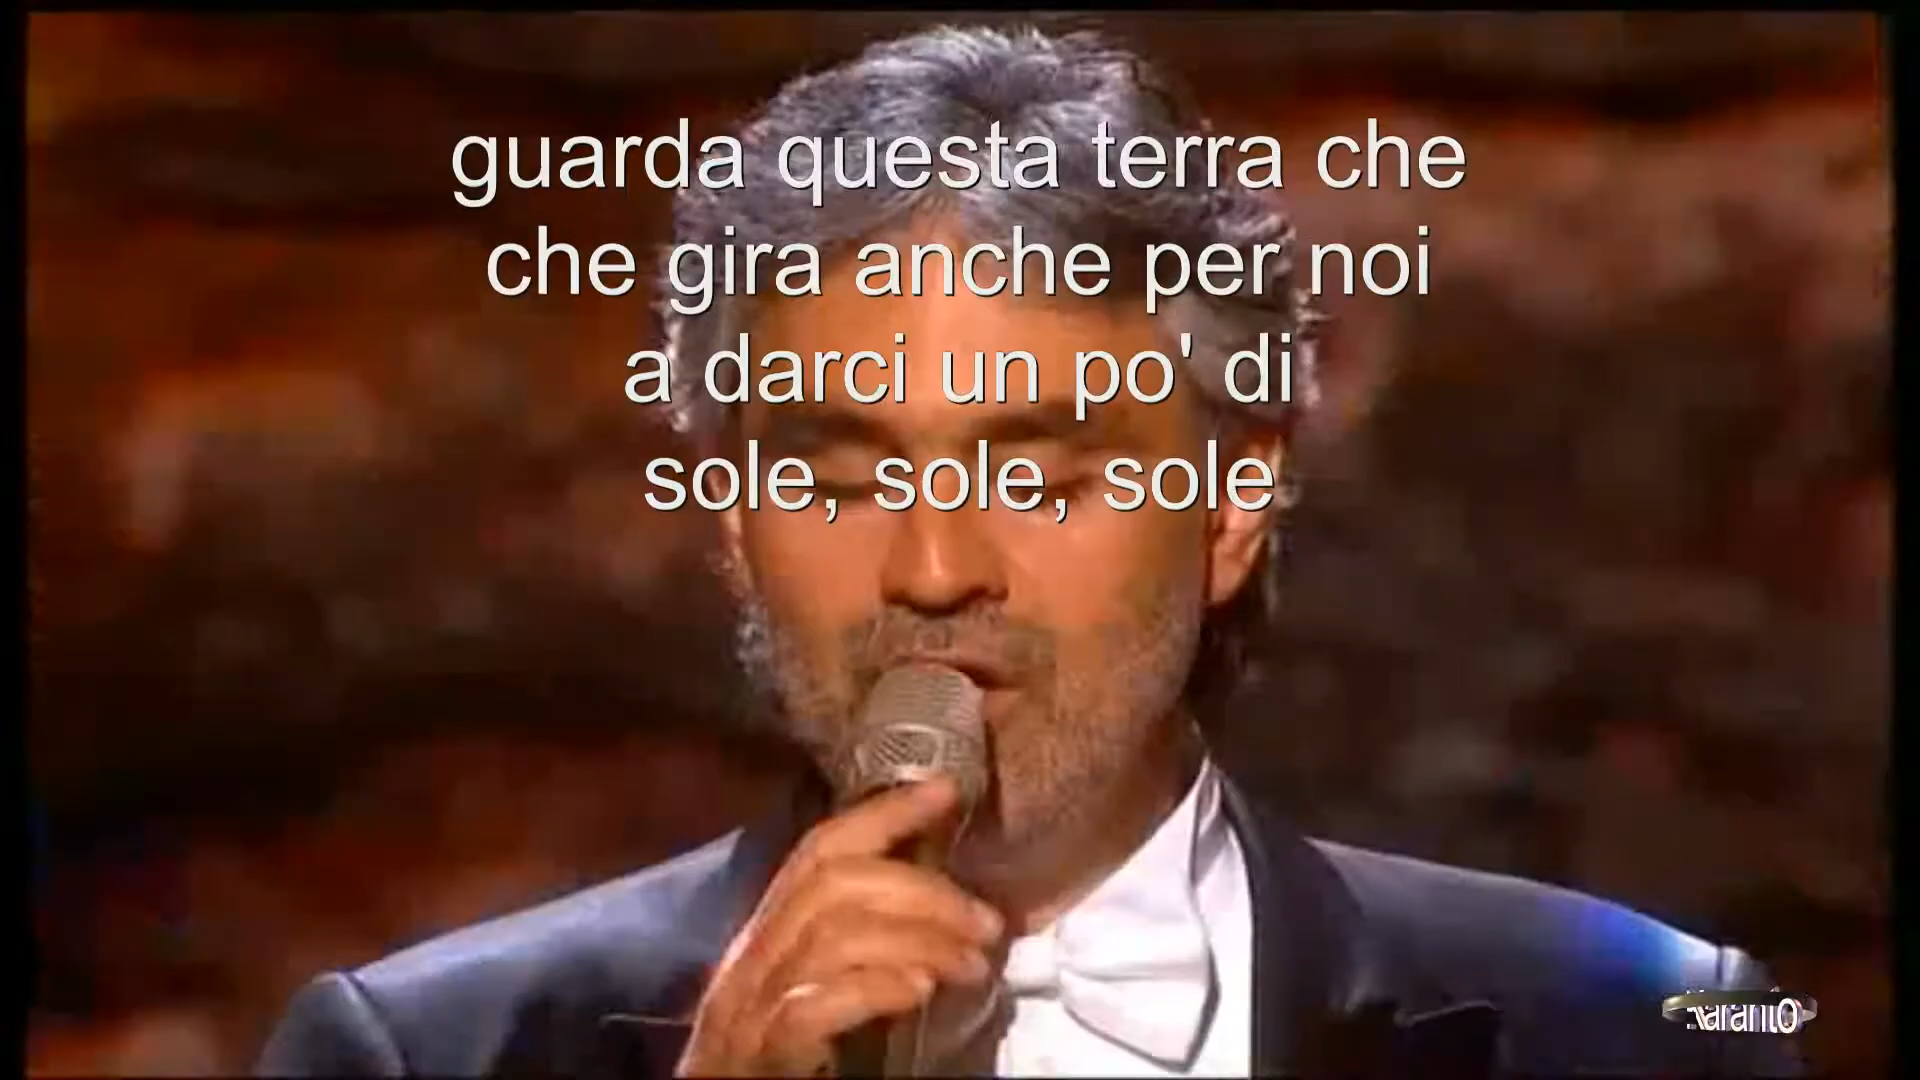 guarda questa terra che
che gira anche per noi
a darci un po' di
sole, sole, sole